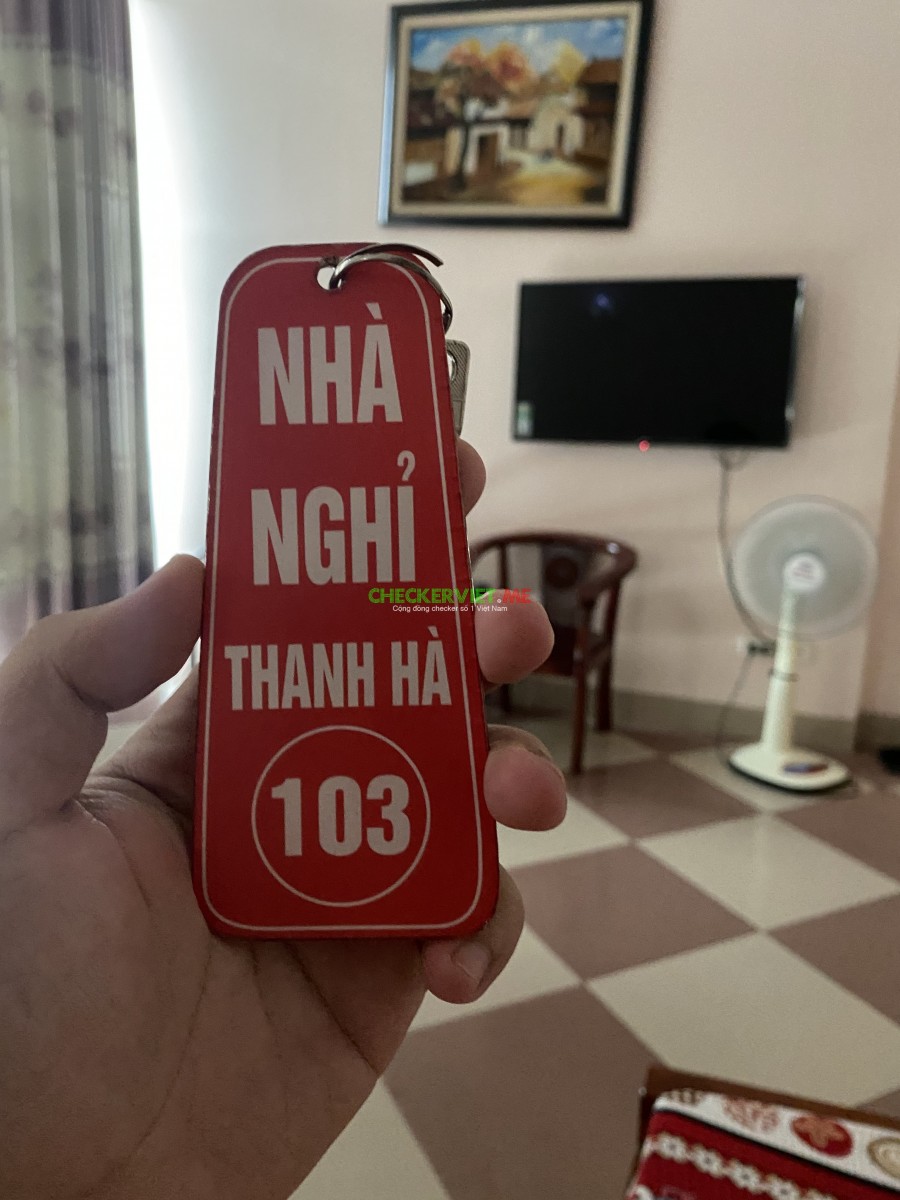 NHÀ
NGHỈ
THANH HÀ
103
CHECKERVIET.ME
Cộng đồng checker số 1 Việt Nam